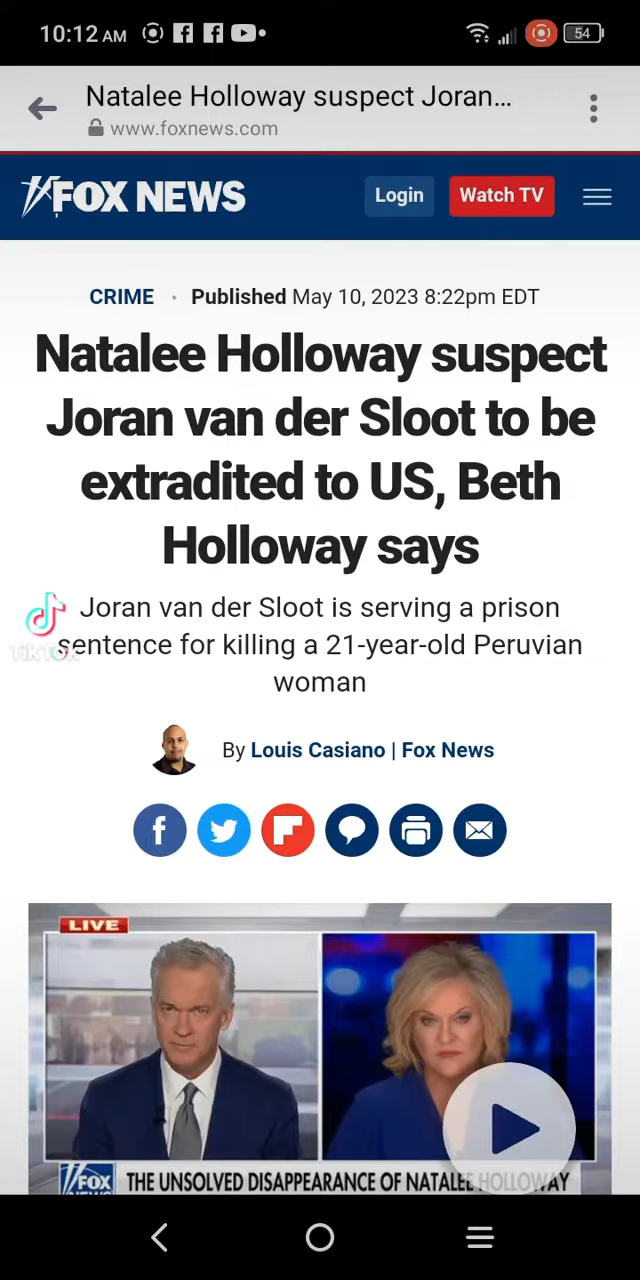 10:12 AM
54
Natalee Holloway suspect Joran...
www.foxnews.com
FOX NEWS
Login
Watch TV
CRIME • Published May 10, 2023 8:22pm EDT
Natalee Holloway suspect
Joran van der Sloot to be
extradited to US, Beth
Holloway says
TikTok
Joran van der Sloot is serving a prison
sentence for killing a 21-year-old Peruvian
woman
By Louis Casiano | Fox News
LIVE
FOX
NEWS
THE UNSOLVED DISAPPEARANCE OF NATALEE HOLLOWAY